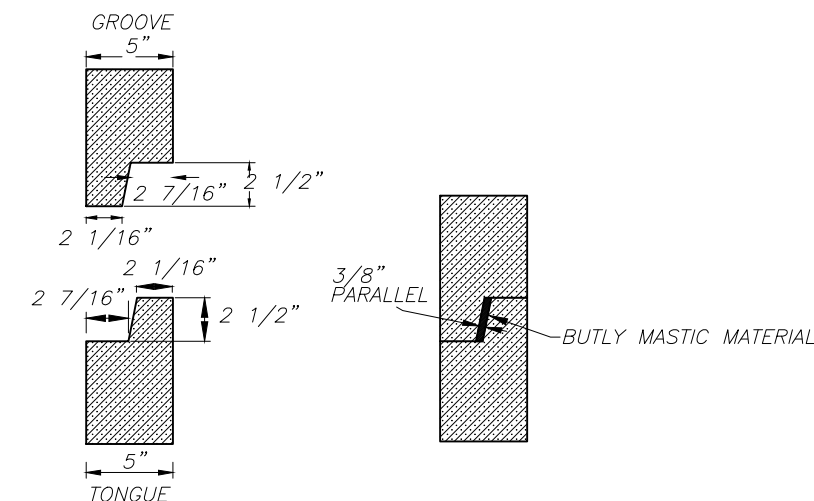 GROOVE
5"
2 7/16"
2 1/2"
2 1/16"
2 1/16"
2 7/16"
2 1/2"
5"
TONGUE
3/8"
PARALLEL
BUTLY MASTIC MATERIAL